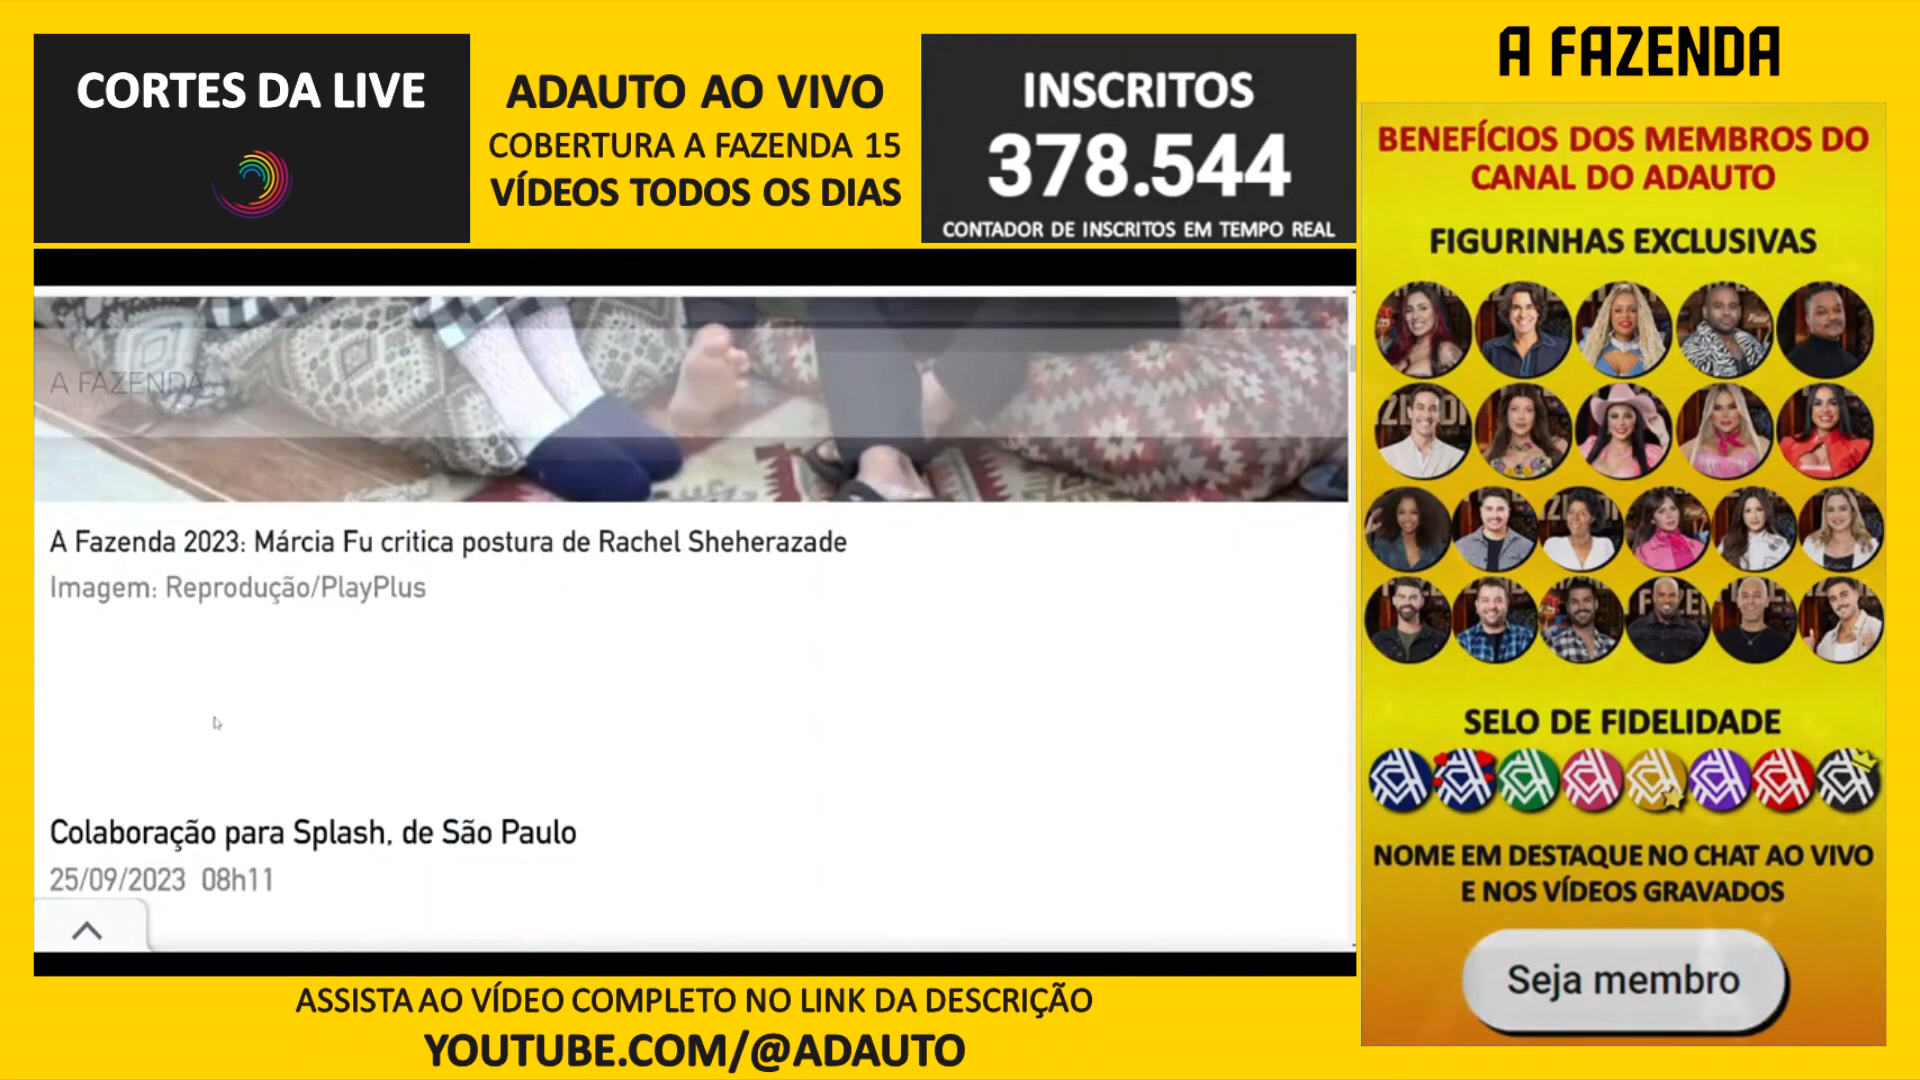 CORTES DA LIVE
ADAUTO AO VIVO
COBERTURA A FAZENDA 15
VÍDEOS TODOS OS DIAS
INSCRITOS
378.544
CONTADOR DE INSCRITOS EM TEMPO REAL
A FAZENDA
BENEFÍCIOS DOS MEMBROS DO
CANAL DO ADAUTO
FIGURINHAS EXCLUSIVAS
SELO DE FIDELIDADE
NOME EM DESTAQUE NO CHAT AO VIVO
E NOS VÍDEOS GRAVADOS
Seja membro
A FAZENDA
A Fazenda 2023: Márcia Fu critica postura de Rachel Sheherazade
Imagem: Reprodução/PlayPlus
Colaboração para Splash, de São Paulo
25/09/2023 08h11
ASSISTA AO VÍDEO COMPLETO NO LINK DA DESCRIÇÃO
YOUTUBE.COM/@ADAUTO